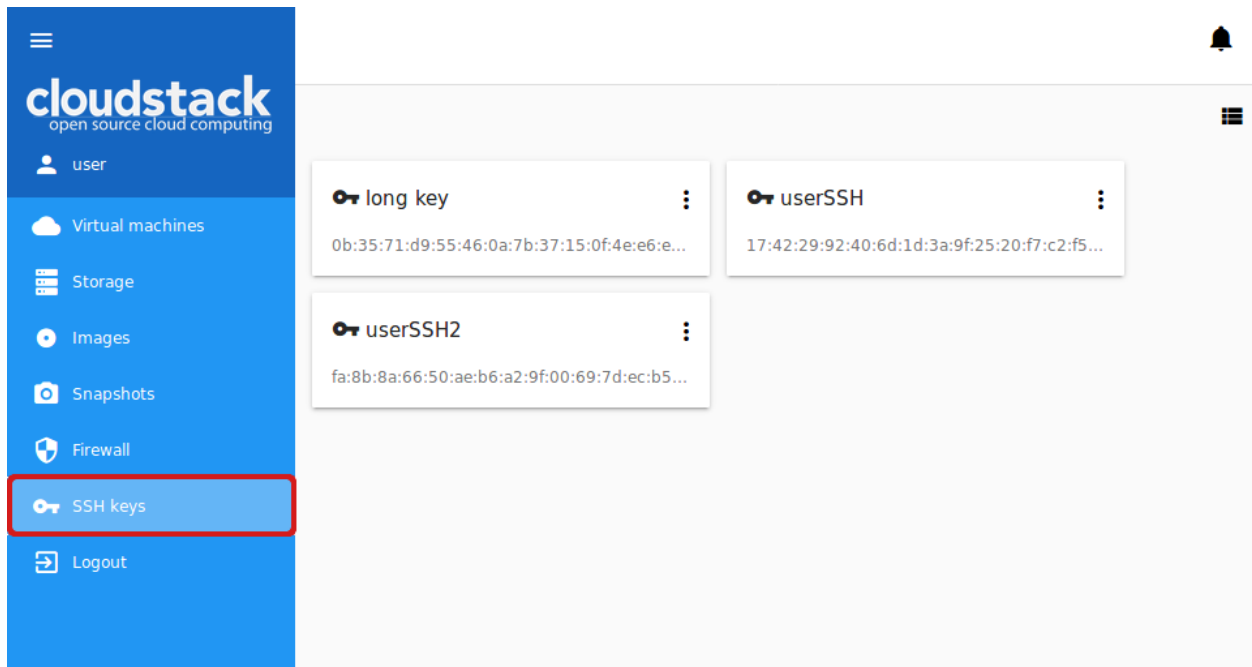 cloudstack
open source cloud computing
user
Virtual machines
Storage
Images
Snapshots
Firewall
SSH keys
Logout
long key
0b:35:71:d9:55:46:0a:7b:37:15:0f:4e:e6:e...
userSSH
17:42:29:92:40:6d:1d:3a:9f:25:20:f7:c2:f5...
userSSH2
fa:8b:8a:66:50:ae:b6:a2:9f:00:69:7d:ec:b5...